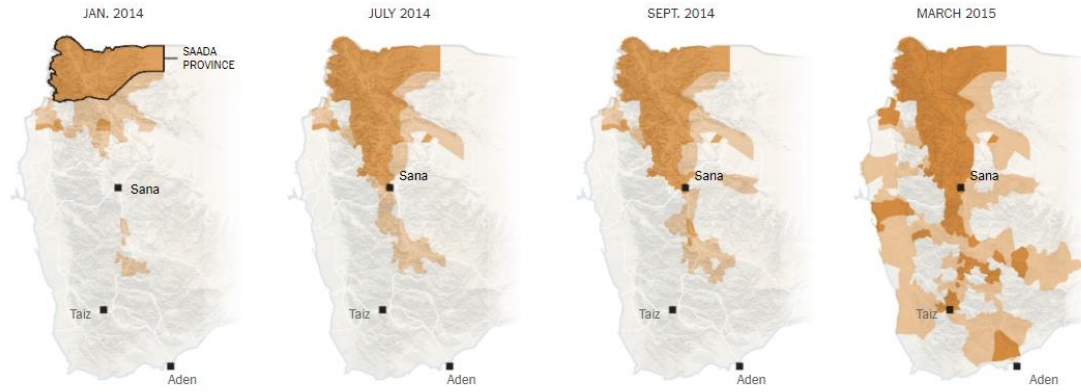 JAN. 2014
SAADA
PROVINCE
Sana
Taiz
Aden
JULY 2014
Sana
Taiz
Aden
SEPT. 2014
Sana
Taiz
Aden
MARCH 2015
Sana
Taiz
Aden